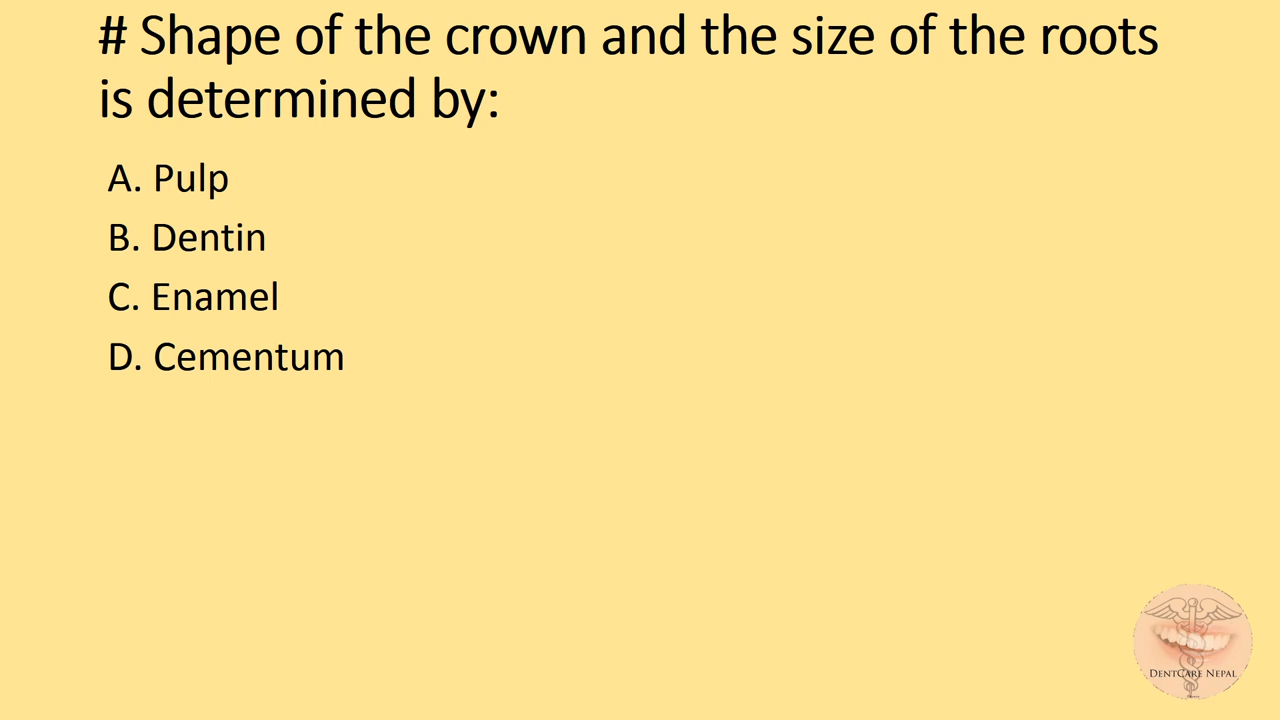 # Shape of the crown and the size of the roots
is determined by:
A. Pulp
B. Dentin
C. Enamel
D. Cementum
DentCare Nepal